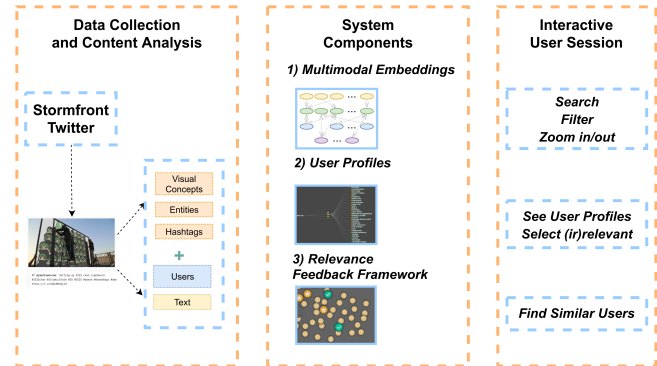 Data Collection
and Content Analysis
Stormfront
Twitter
Visual
Concepts
Entities
Hashtags
+
Users
Text
System
Components
1) Multimodal Embeddings
2) User Profiles
3) Relevance
Feedback Framework
Interactive
User Session
Search
Filter
Zoom in/out
See User Profiles
Select (ir)relevant
Find Similar Users